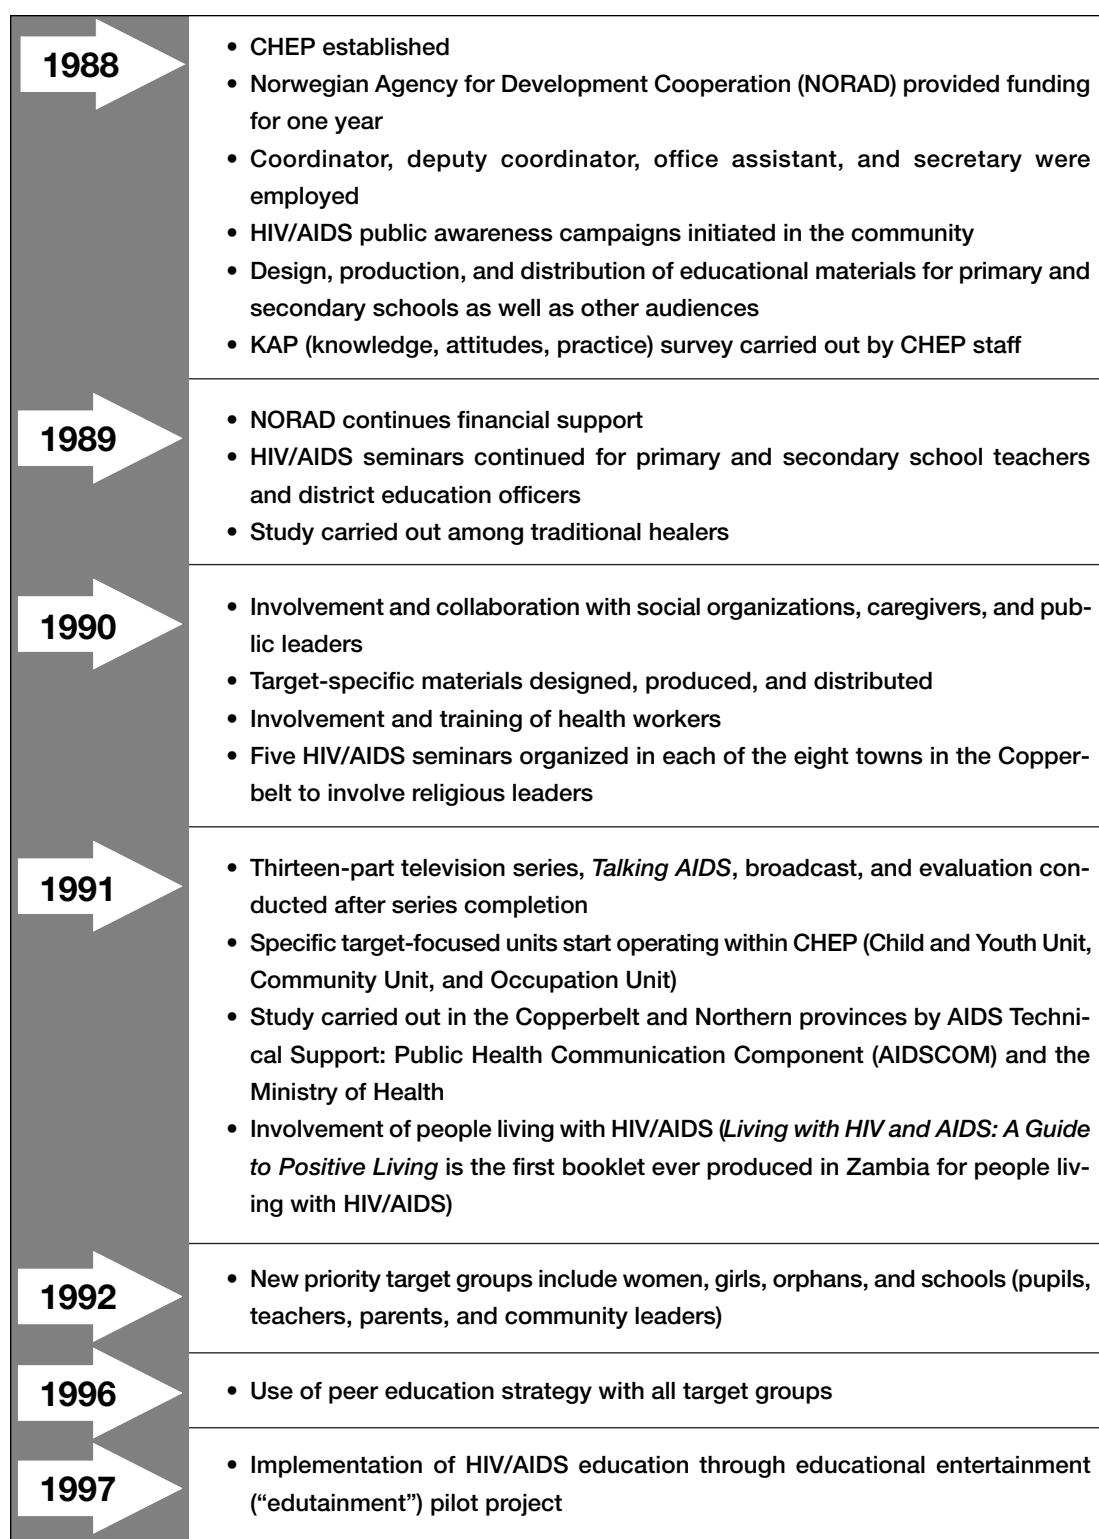 1988
• CHEP established
• Norwegian Agency for Development Cooperation (NORAD) provided funding
for one year
• Coordinator, deputy coordinator, office assistant, and secretary were
employed
• HIV/AIDS public awareness campaigns initiated in the community
• Design, production, and distribution of educational materials for primary and
secondary schools as well as other audiences
• KAP (knowledge, attitudes, practice) survey carried out by CHEP staff
1989
• NORAD continues financial support
• HIV/AIDS seminars continued for primary and secondary school teachers
and district education officers
• Study carried out among traditional healers
1990
• Involvement and collaboration with social organizations, caregivers, and pub-
lic leaders
• Target-specific materials designed, produced, and distributed
• Involvement and training of health workers
• Five HIV/AIDS seminars organized in each of the eight towns in the Copper-
belt to involve religious leaders
1991
• Thirteen-part television series, Talking AIDS, broadcast, and evaluation con-
ducted after series completion
• Specific target-focused units start operating within CHEP (Child and Youth Unit,
Community Unit, and Occupation Unit)
• Study carried out in the Copperbelt and Northern provinces by AIDS Techni-
cal Support: Public Health Communication Component (AIDSCOM) and the
Ministry of Health
• Involvement of people living with HIV/AIDS (Living with HIV and AIDS: A Guide
to Positive Living is the first booklet ever produced in Zambia for people liv-
ing with HIV/AIDS)
1992
• New priority target groups include women, girls, orphans, and schools (pupils,
teachers, parents, and community leaders)
1996
• Use of peer education strategy with all target groups
1997
• Implementation of HIV/AIDS education through educational entertainment
(“edutainment”) pilot project